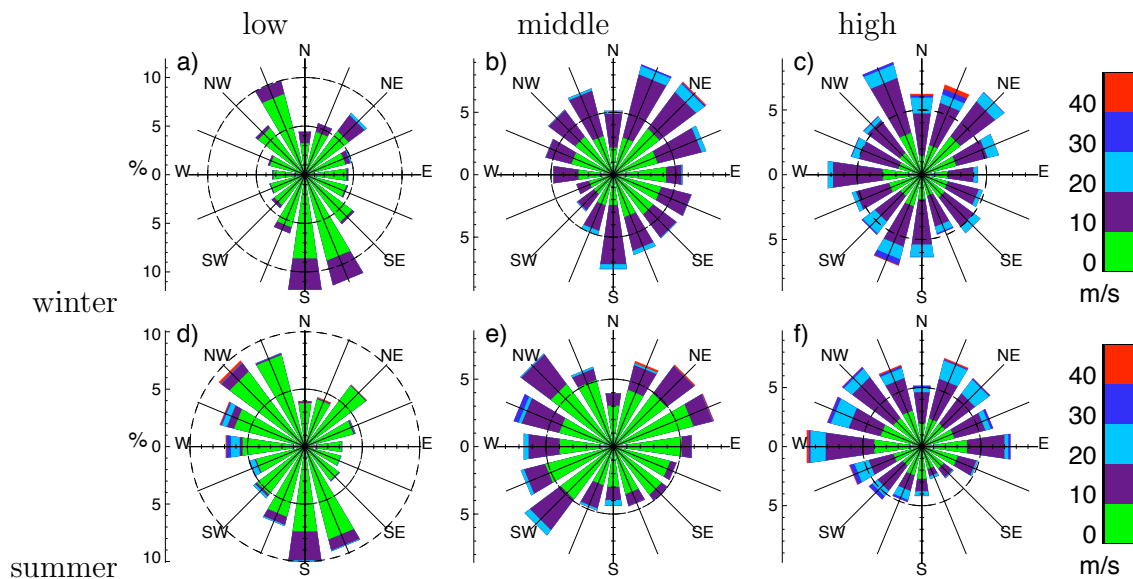 low middle high
a) N NW NE W E SW SE S
10 5 % 0 5 10
b) N NW NE W E SW SE S
5 0 5
c) N NW NE W E SW SE S
5 0 5
40 30 20 10 0 m/s
winter
d) N NW NE W E SW SE S
10 5 % 0 5 10
e) N NW NE W E SW SE S
5 0 5
f) N NW NE W E SW SE S
5 0 5
40 30 20 10 0 m/s
summer